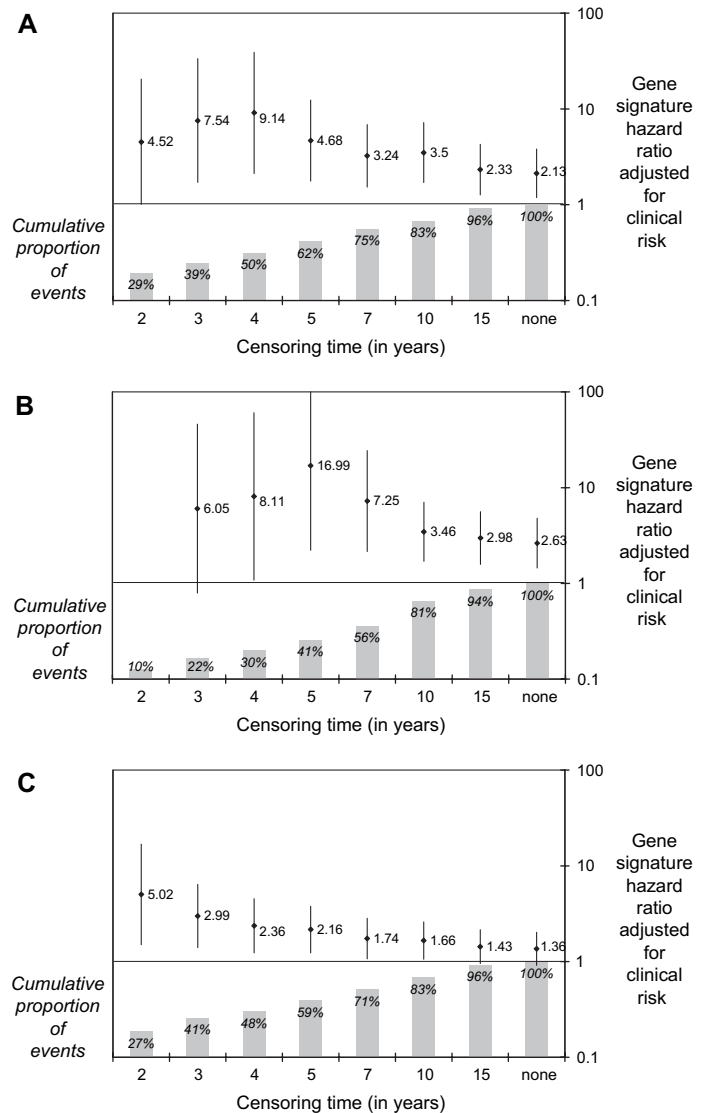 A
100
10
1
0.1
Gene
signature
hazard
ratio
adjusted
for
clinical
risk
4.52
7.54
9.14
4.68
3.24
3.5
2.33
2.13
Cumulative
proportion
of
events
29%
39%
50%
62%
75%
83%
96%
100%
2 3 4 5 7 10 15 none
Censoring time (in years)
B
100
10
1
0.1
Gene
signature
hazard
ratio
adjusted
for
clinical
risk
6.05
8.11
16.99
7.25
3.46
2.98
2.63
Cumulative
proportion
of
events
10%
22%
30%
41%
56%
81%
94%
100%
2 3 4 5 7 10 15 none
Censoring time (in years)
C
100
10
1
0.1
Gene
signature
hazard
ratio
adjusted
for
clinical
risk
5.02
2.99
2.36
2.16
1.74
1.66
1.43
1.36
Cumulative
proportion
of
events
27%
41%
48%
59%
71%
83%
96%
100%
2 3 4 5 7 10 15 none
Censoring time (in years)